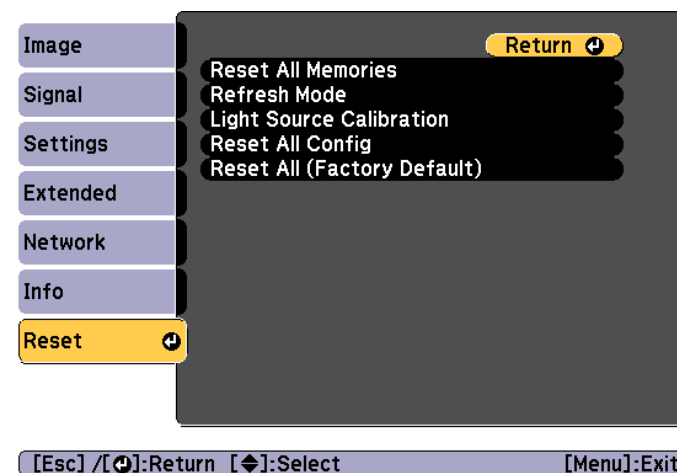 Image
Signal
Settings
Extended
Network
Info
Reset
Return
Reset All Memories
Refresh Mode
Light Source Calibration
Reset All Config
Reset All (Factory Default)
[Esc] /[⏎]:Return [◆]:Select [Menu]:Exit